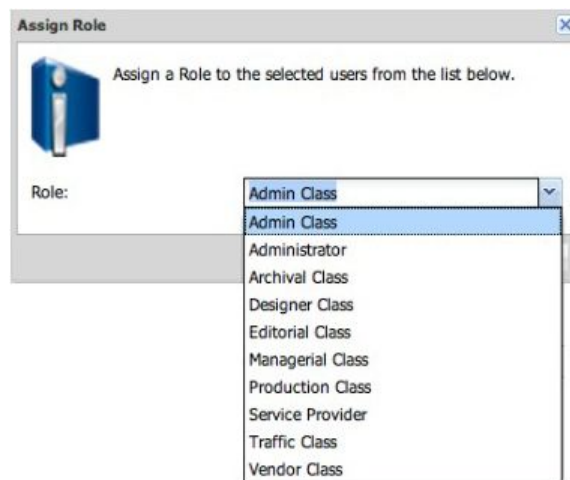 Assign Role
Assign a Role to the selected users from the list below.
Role:
Admin Class
Admin Class
Administrator
Archival Class
Designer Class
Editorial Class
Managerial Class
Production Class
Service Provider
Traffic Class
Vendor Class